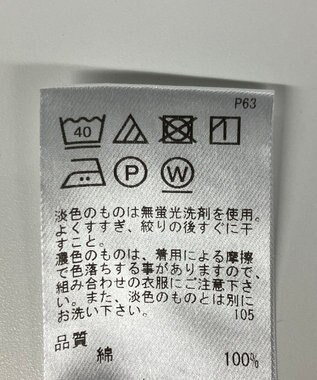 P63
40
P W
淡色のものは無蛍光洗剤を使用。
よくすすぎ、絞りの後すぐに干
すこと。
濃色のものは、着用による摩擦
で色落ちする事がありますので、
組み合わせの衣服にご注意下さ
い。また、淡色のものとは別に
お洗い下さい。 105
品質
綿 100%